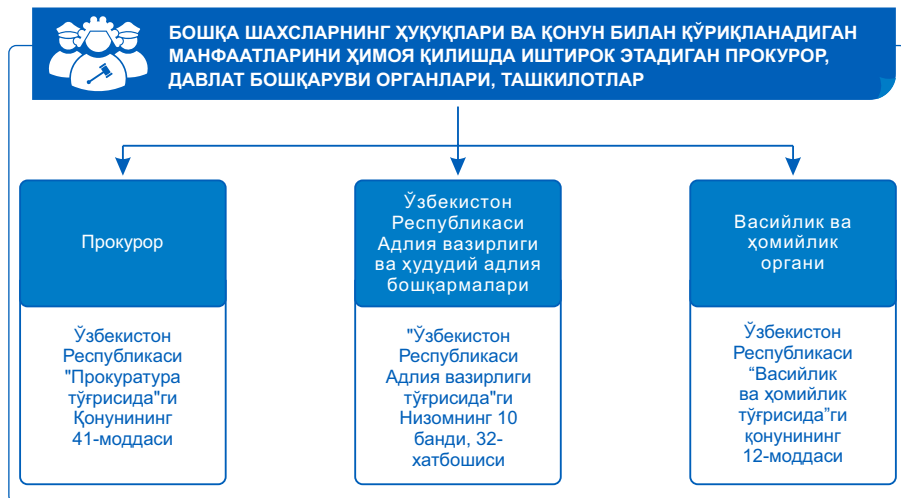 БОШҚА ШАХСЛАРНИНГ ҲУҚУҚЛАРИ ВА ҚОНУН БИЛАН ҚЎРИҚЛАНАДИГАН
МАНФААТЛАРИНИ ҲИМОЯ ҚИЛИШДА ИШТИРОК ЭТАДИГАН ПРОКУРОР,
ДАВЛАТ БОШҚАРУВИ ОРГАНЛАРИ, ТАШКИЛОТЛАР
Прокурор
Ўзбекистон
Республикаси
"Прокуратура
тўғрисида"ги
Қонунининг
41-моддаси
Ўзбекистон
Республикаси
Адлия вазирлиги
ва ҳудудий адлия
бошқармалари
"Ўзбекистон
Республикаси
Адлия вазирлиги
тўғрисида"ги
Низомнинг 10
банди, 32-
хатбошиси
Васийлик ва
ҳомийлик
органи
Ўзбекистон
Республикаси
“Васийлик
ва ҳомийлик
тўғрисида”ги
қонунининг
12-моддаси